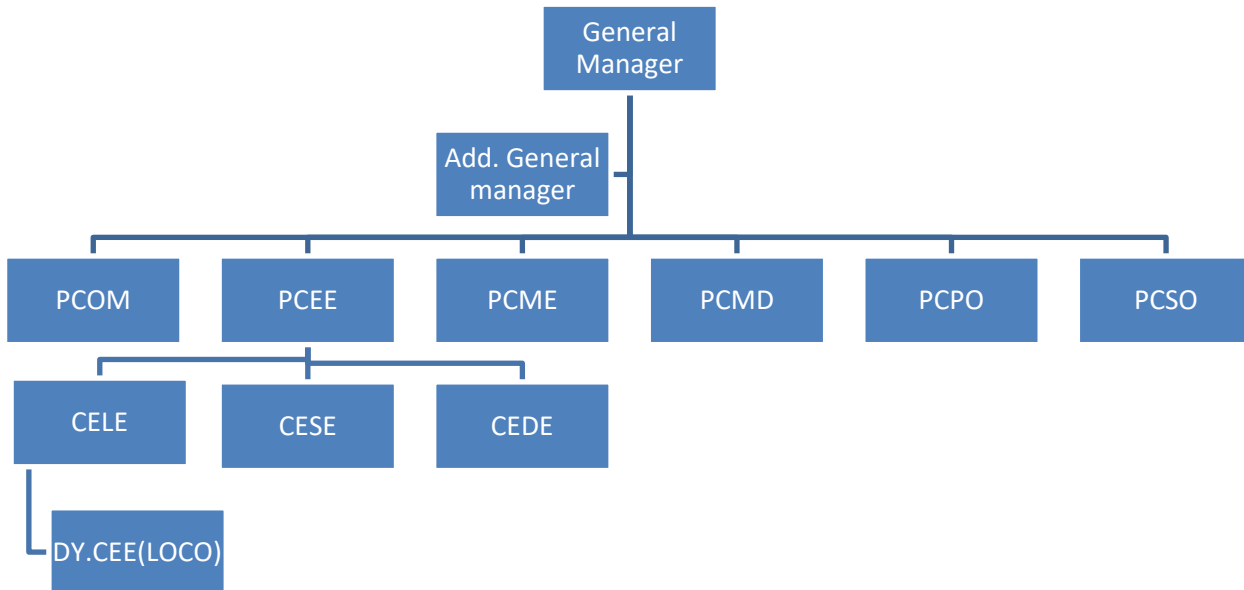 General
Manager
Add. General
manager
PCOM
PCEE
PCME
PCMD
PCPO
PCSO
CELE
CESE
CEDE
DY.CEE(LOCO)